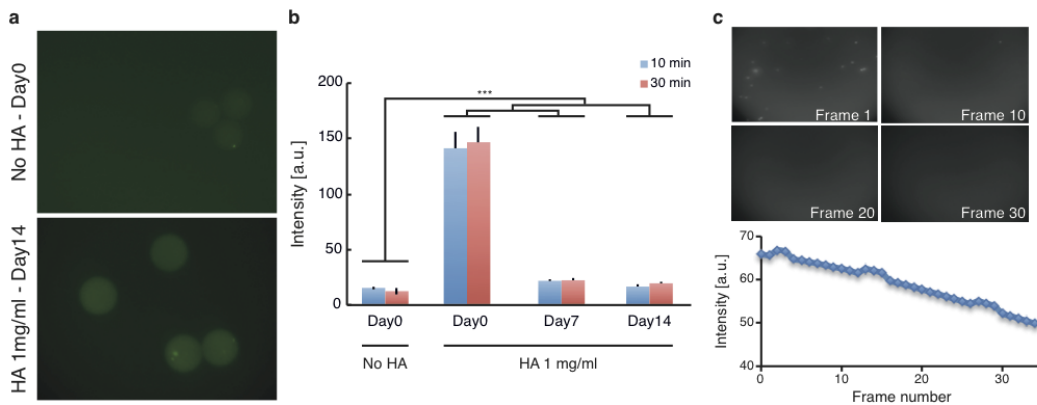 a
No HA - Day0
HA 1mg/ml - Day14
b
10 min
30 min
***
Intensity [a.u.]
200
150
100
50
0
Day0
Day0
Day7
Day14
No HA
HA 1 mg/ml
c
Frame 1
Frame 10
Frame 20
Frame 30
Intensity [a.u.]
70
60
50
40
0
10
20
30
Frame number